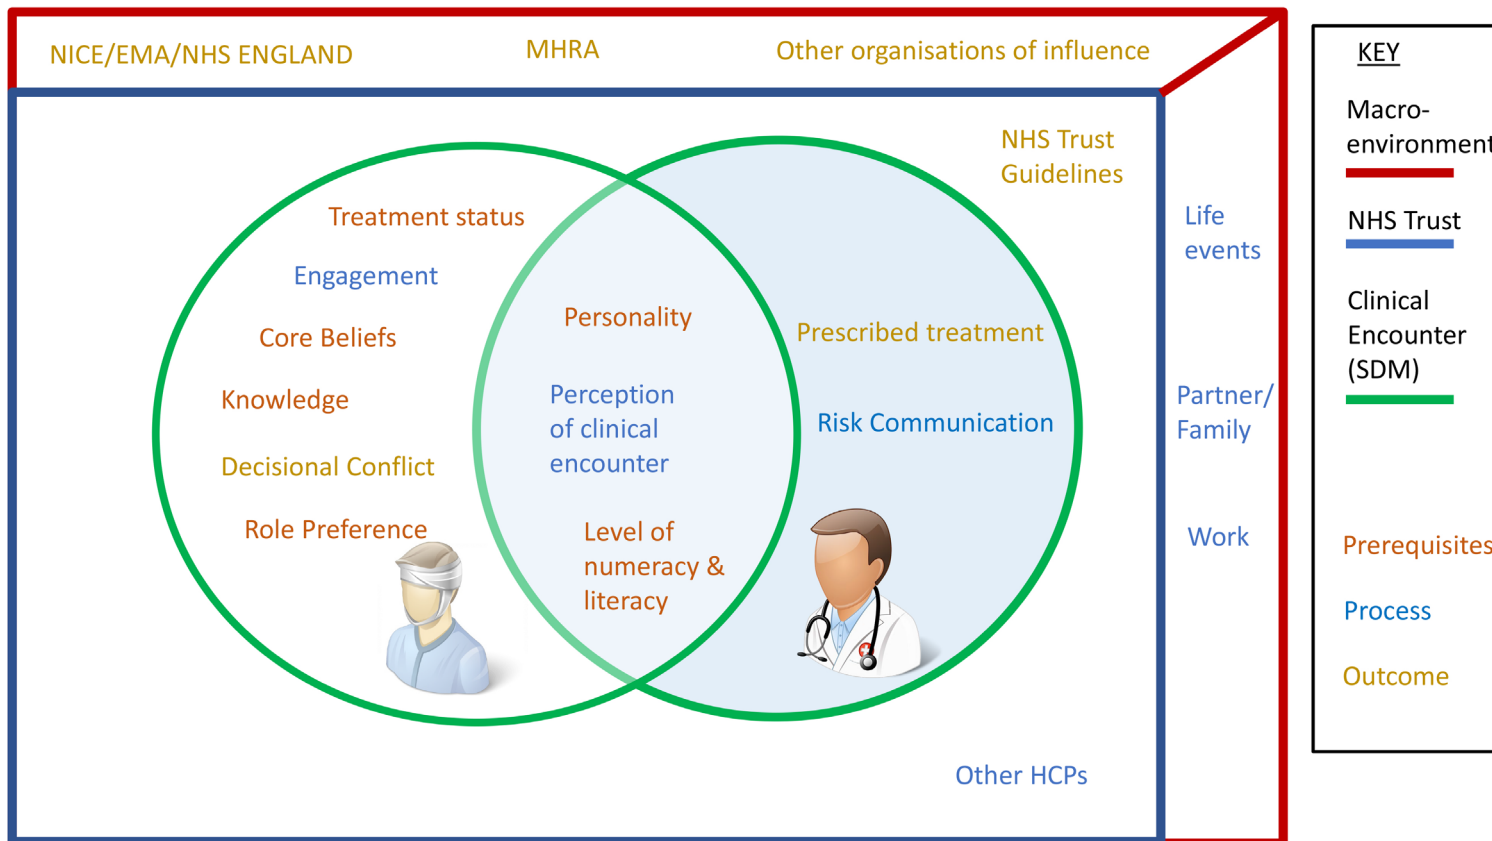 NICE/EMA/NHS ENGLAND
MHRA
Other organisations of influence
NHS Trust
Guidelines
Treatment status
Engagement
Core Beliefs
Knowledge
Decisional Conflict
Role Preference
Personality
Perception
of clinical
encounter
Level of
numeracy &
literacy
Prescribed treatment
Risk Communication
Other HCPs
Life
events
Partner/
Family
Work
KEY
Macro-
environment
NHS Trust
Clinical
Encounter
(SDM)
Prerequisites
Process
Outcome